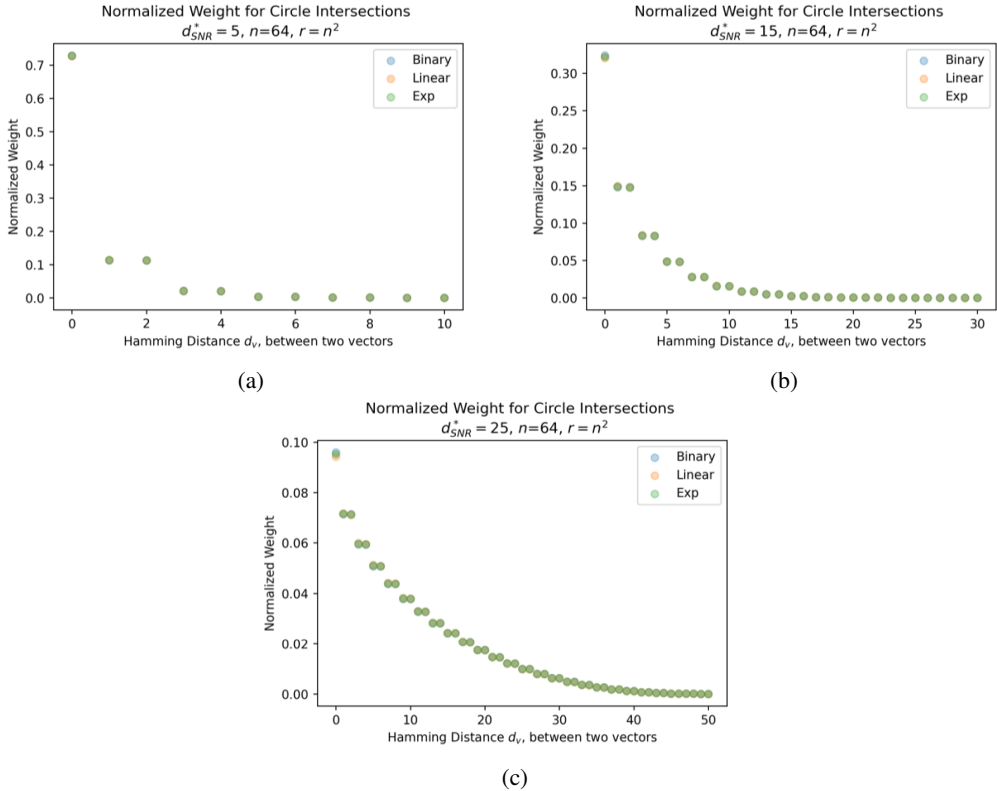 Normalized Weight for Circle Intersections
d*SNR = 5, n=64, r = n²
Normalized Weight
0.7
0.6
0.5
0.4
0.3
0.2
0.1
0.0
Binary
Linear
Exp
0 2 4 6 8 10
Hamming Distance dv, between two vectors
(a)
Normalized Weight for Circle Intersections
d*SNR = 15, n=64, r = n²
Normalized Weight
0.30
0.25
0.20
0.15
0.10
0.05
0.00
Binary
Linear
Exp
0 5 10 15 20 25 30
Hamming Distance dv, between two vectors
(b)
Normalized Weight for Circle Intersections
d*SNR = 25, n=64, r = n²
Normalized Weight
0.10
0.08
0.06
0.04
0.02
0.00
Binary
Linear
Exp
0 10 20 30 40 50
Hamming Distance dv, between two vectors
(c)